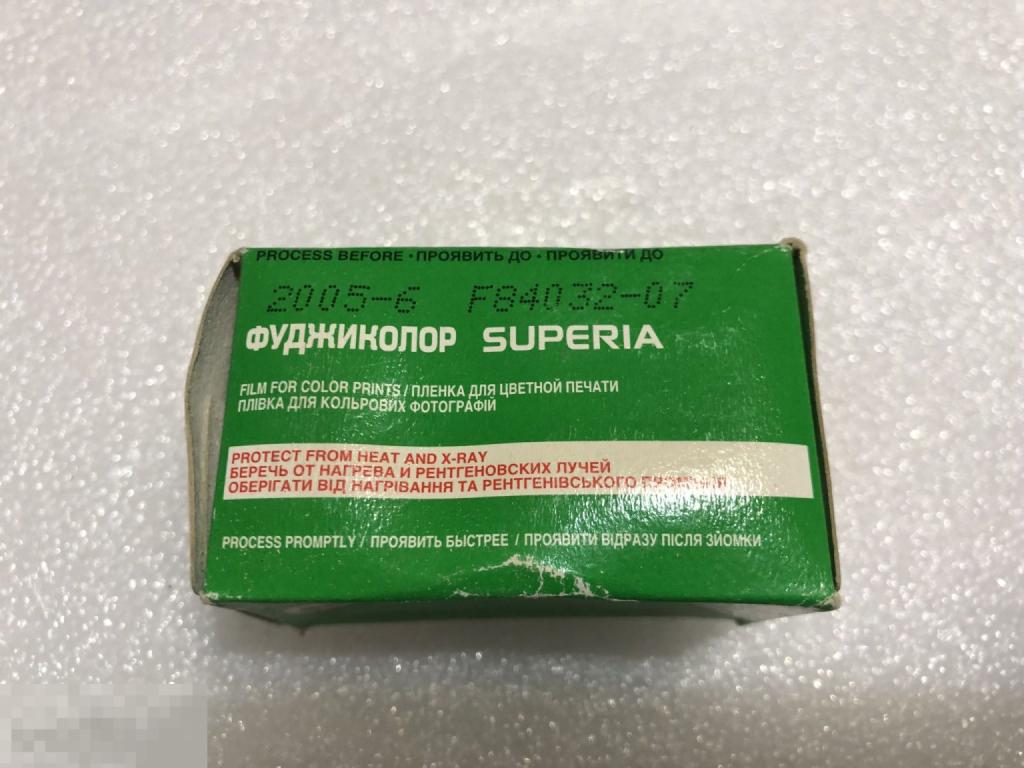 PROCESS BEFORE · ПРОЯВИТЬ ДО · ПРОЯВИТИ ДО
2005-6 F84032-07
ФУДЖИКОЛОР SUPERIA
FILM FOR COLOR PRINTS / ПЛЕНКА ДЛЯ ЦВЕТНОЙ ПЕЧАТИ
ПЛІВКА ДЛЯ КОЛЬРОВИХ ФОТОГРАФІЙ
PROTECT FROM HEAT AND X-RAY
БЕРЕЧЬ ОТ НАГРЕВА И РЕНТГЕНОВСКИХ ЛУЧЕЙ
ОБЕРІГАТИ ВІД НАГРІВАННЯ ТА РЕНТГЕНІВСЬКОГО
PROCESS PROMPTLY / ПРОЯВИТЬ БЫСТРЕЕ / ПРОЯВИТИ ВІДРАЗУ ПІСЛЯ ЗЙОМКИ